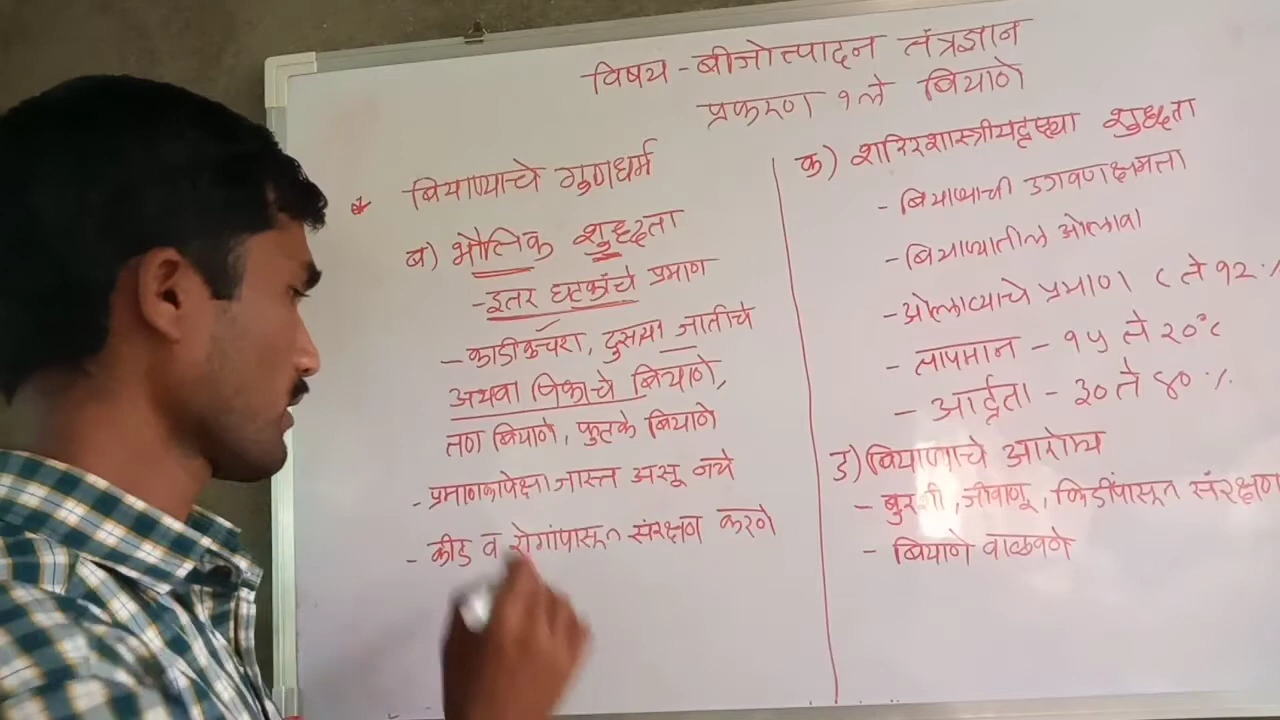 विषय - बीजोत्पादन तंत्रज्ञान
प्रकरण १ले बियाणे
* बियाण्याचे गुणधर्म
ब) भौतिक शुद्धता
- इतर घटकांचे प्रमाण
- काडीकचरा, दुसऱ्या जातीचे
अथवा पिकाचे बियाणे,
तण बियाणे, फुटके बियाणे
- प्रमाणकापेक्षा जास्त असू नये
- कीड व रोगांपासून संरक्षण करणे
क) शरिरशास्त्रीयदृष्ट्या शुद्धता
- बियाण्याची उगवणक्षमता
- बियाण्यातील ओलावा
- ओलाव्याचे प्रमाण ८ ते १२ %
- तापमान - १५ ते २०°c
- आर्द्रता - ३० ते ४० %.
ड) बियाणाचे आरोग्य
- बुरशी, जीवाणू, किडींपासून संरक्षण
- बियाणे वाळवणे